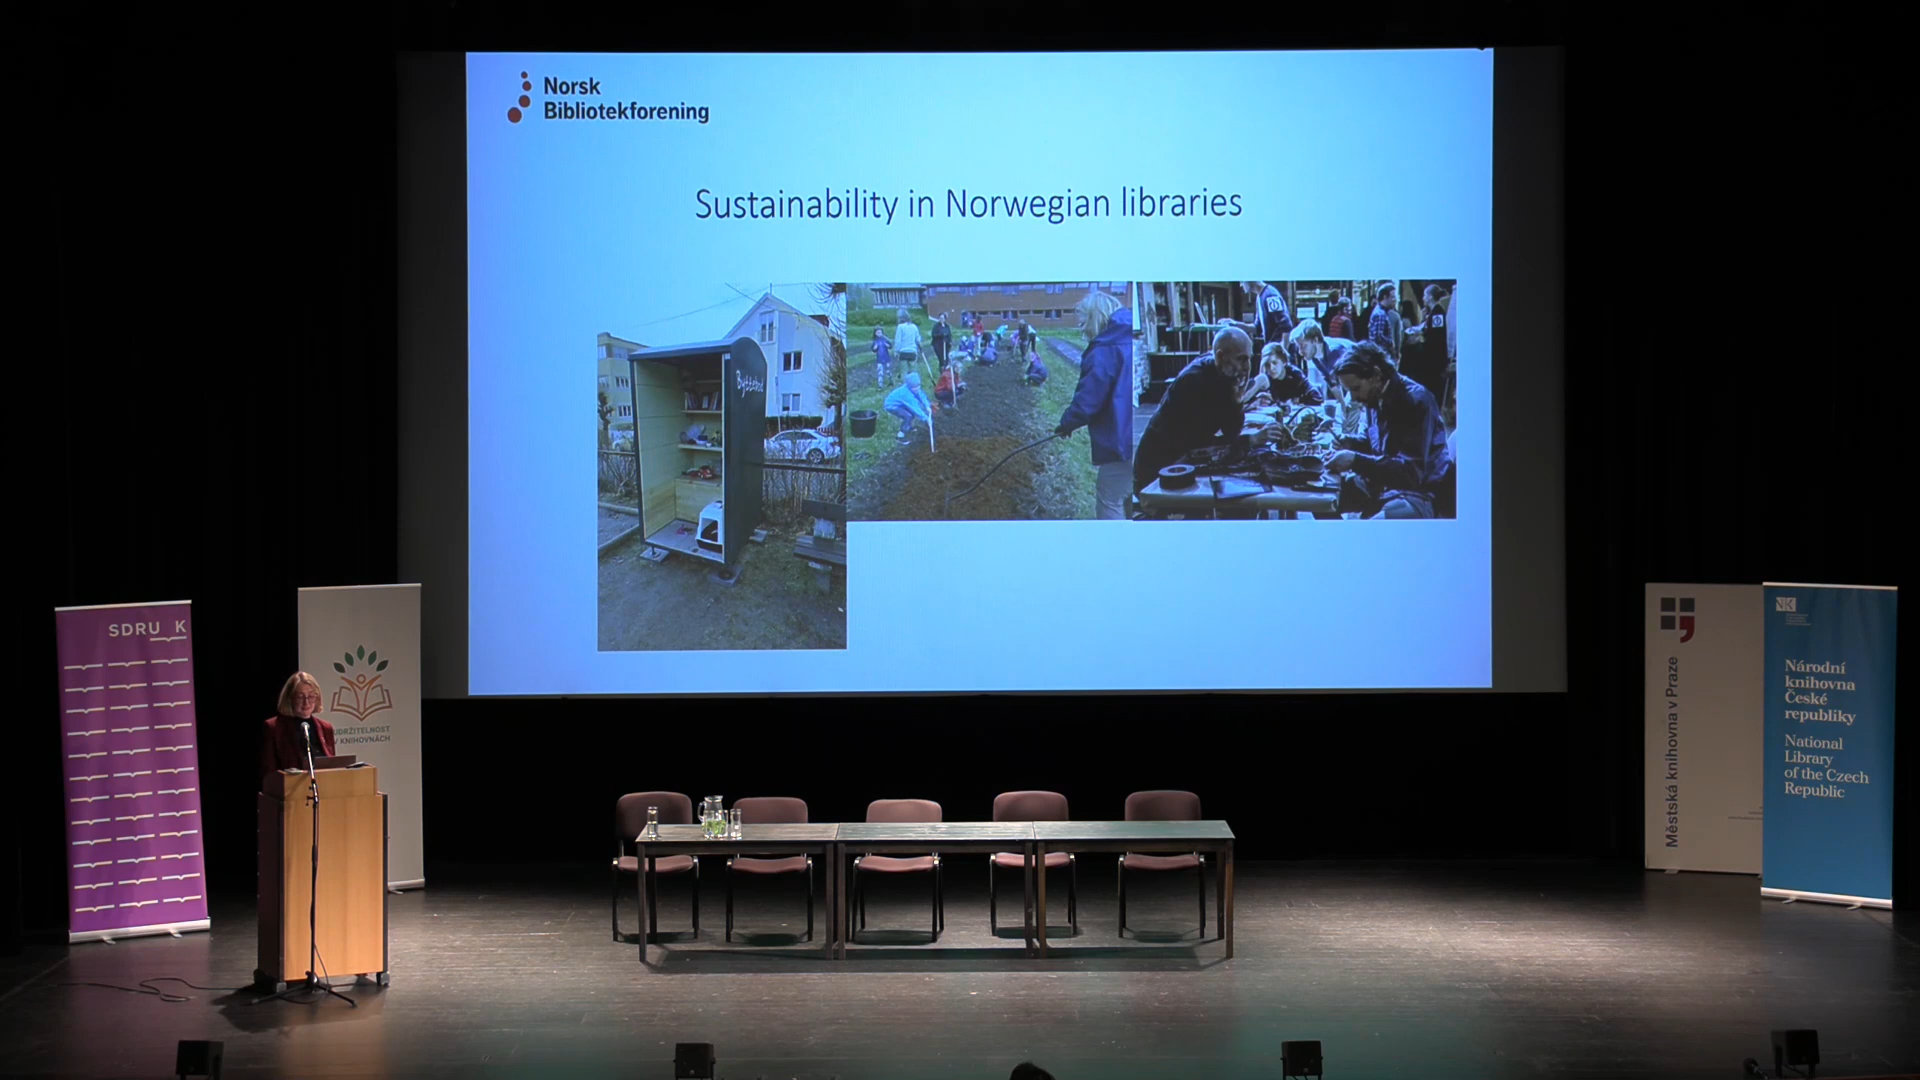 Norsk
Bibliotekforening
Sustainability in Norwegian libraries
Byttebod
SDRU_K
UDRŽITELNOST
V KNIHOVNÁCH
Městská knihovna v Praze
Národní
knihovna
České
republiky
National
Library
of the Czech
Republic